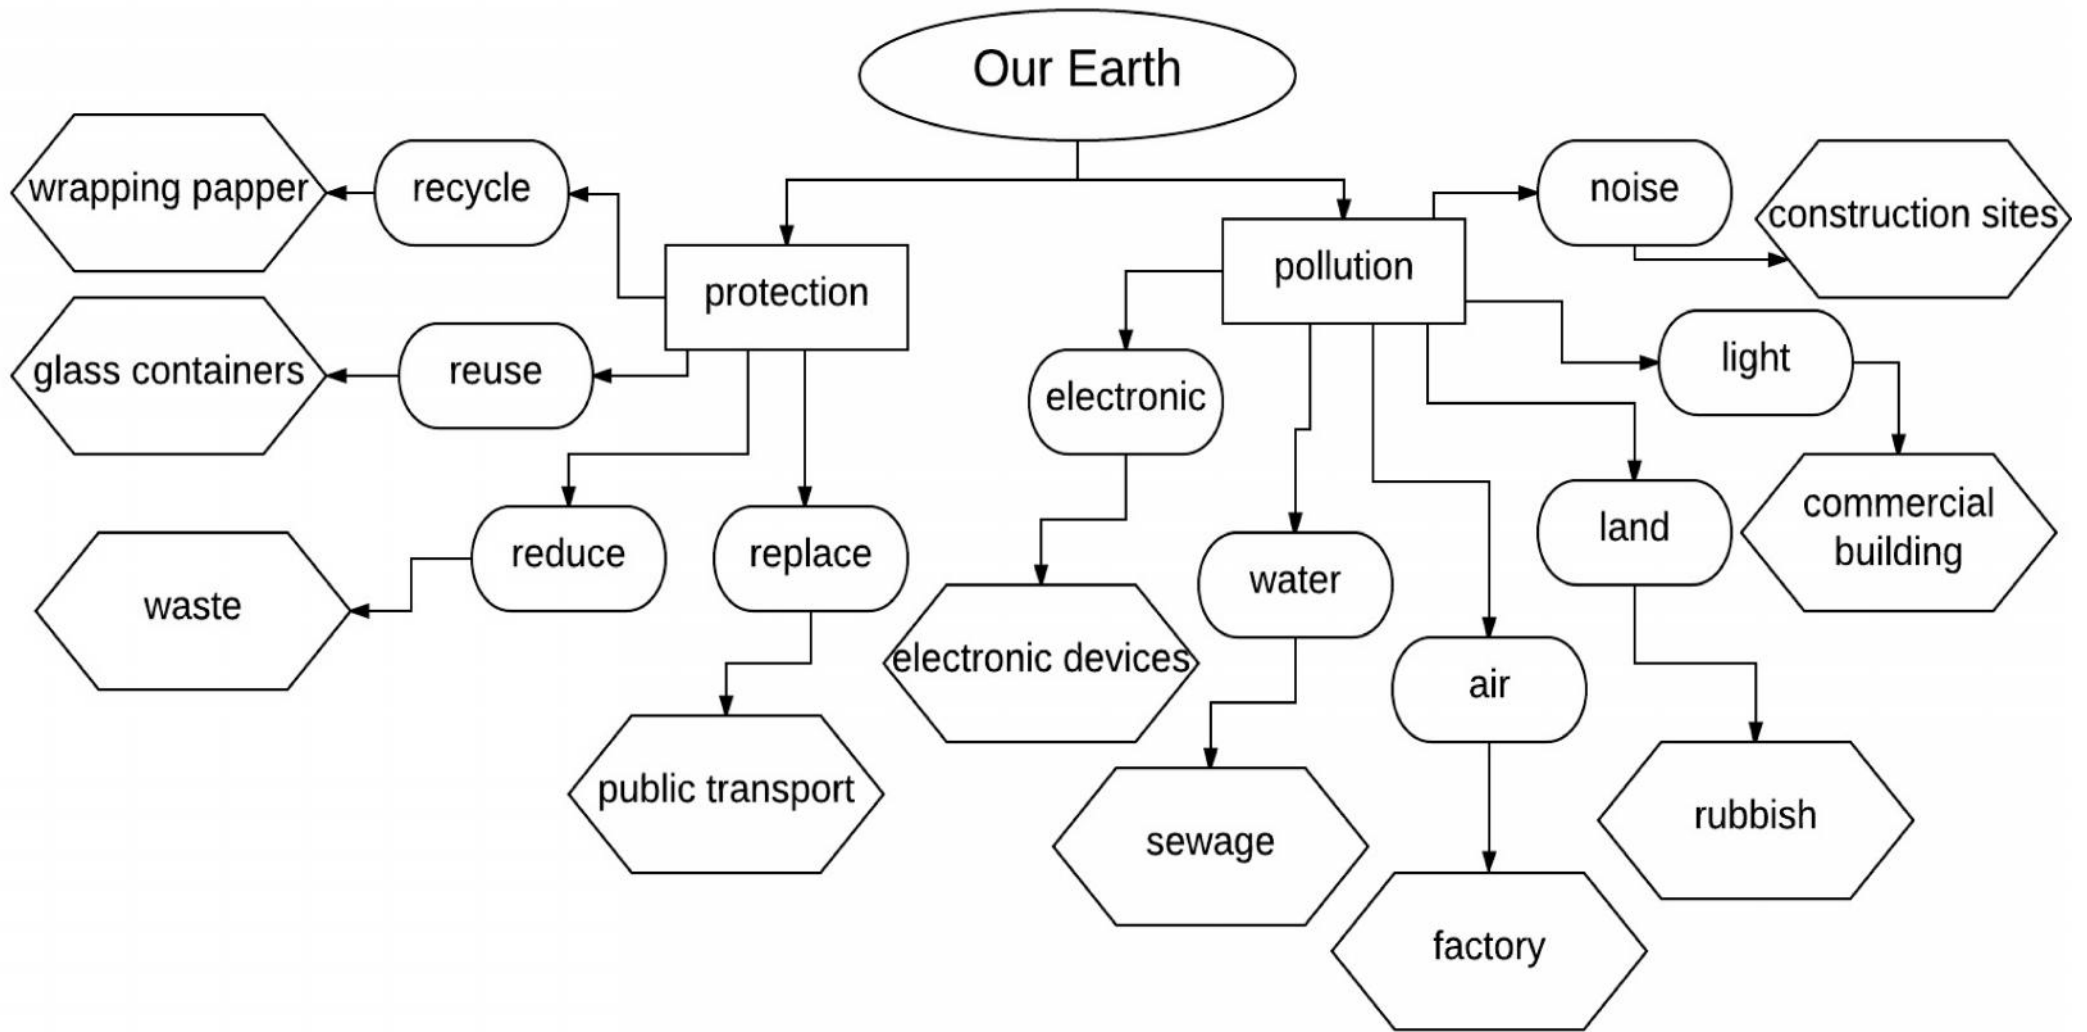 Our Earth
wrapping papper
recycle
noise
construction sites
protection
pollution
glass containers
reuse
electronic
light
waste
reduce
replace
water
land
commercial
building
public transport
electronic devices
air
sewage
rubbish
factory